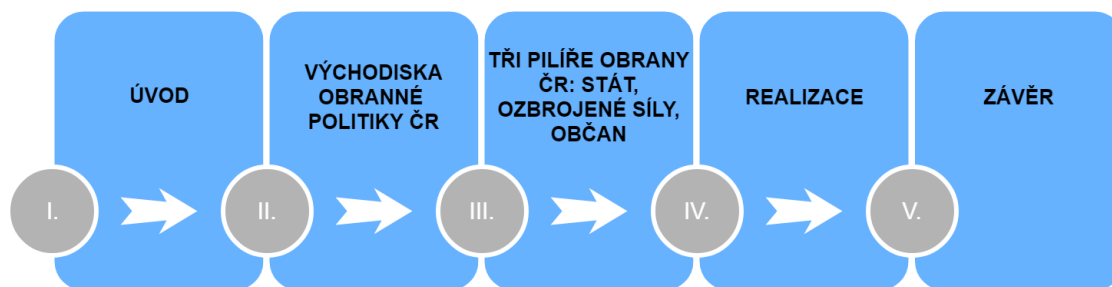 ÚVOD
VÝCHODISKA
OBRANNÉ
POLITIKY ČR
TŘI PILÍŘE OBRANY
ČR: STÁT,
OZBROJENÉ SÍLY,
OBČAN
REALIZACE
ZÁVĚR
I.
II.
III.
IV.
V.